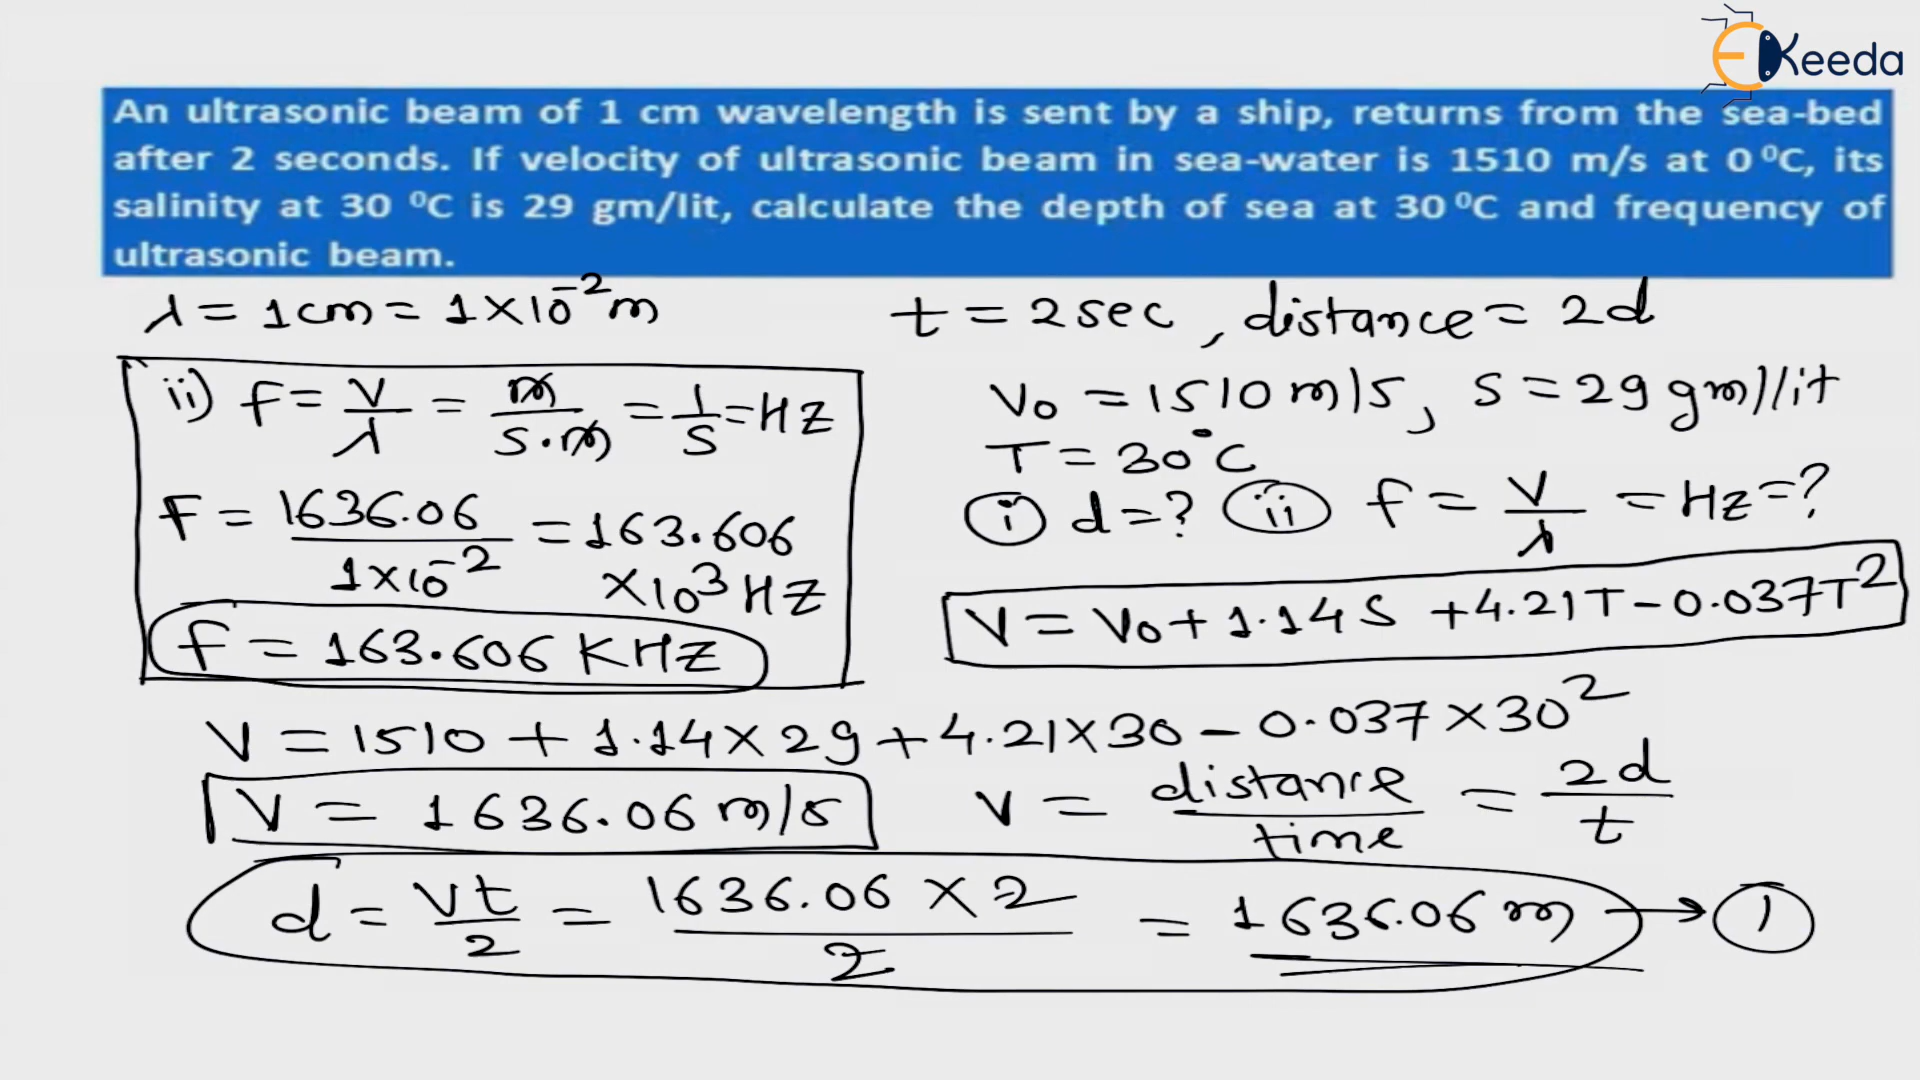 EKeeda
An ultrasonic beam of 1 cm wavelength is sent by a ship, returns from the sea-bed
after 2 seconds. If velocity of ultrasonic beam in sea-water is 1510 m/s at 0 ⁰C, its
salinity at 30 ⁰C is 29 gm/lit, calculate the depth of sea at 30 ⁰C and frequency of
ultrasonic beam.
λ = 1cm = 1×10⁻² m
t = 2sec, distance = 2d
ii) f = V/λ = m/s·m = 1/s = HZ
V₀ = 1510 m/s, S = 29 gm/lit
T = 30°C
i d = ? ii f = V/λ = HZ = ?
F = 1636.06/1×10⁻² = 163.606 ×10³ HZ
f = 163.606 KHZ
V = V₀ + 1.14S + 4.21T - 0.037T²
V = 1510 + 1.14×29 + 4.21×30 - 0.037×30²
V = 1636.06 m/s
V = distance/time = 2d/t
d = Vt/2 = 1636.06 × 2/2 = 1636.06 m → 1